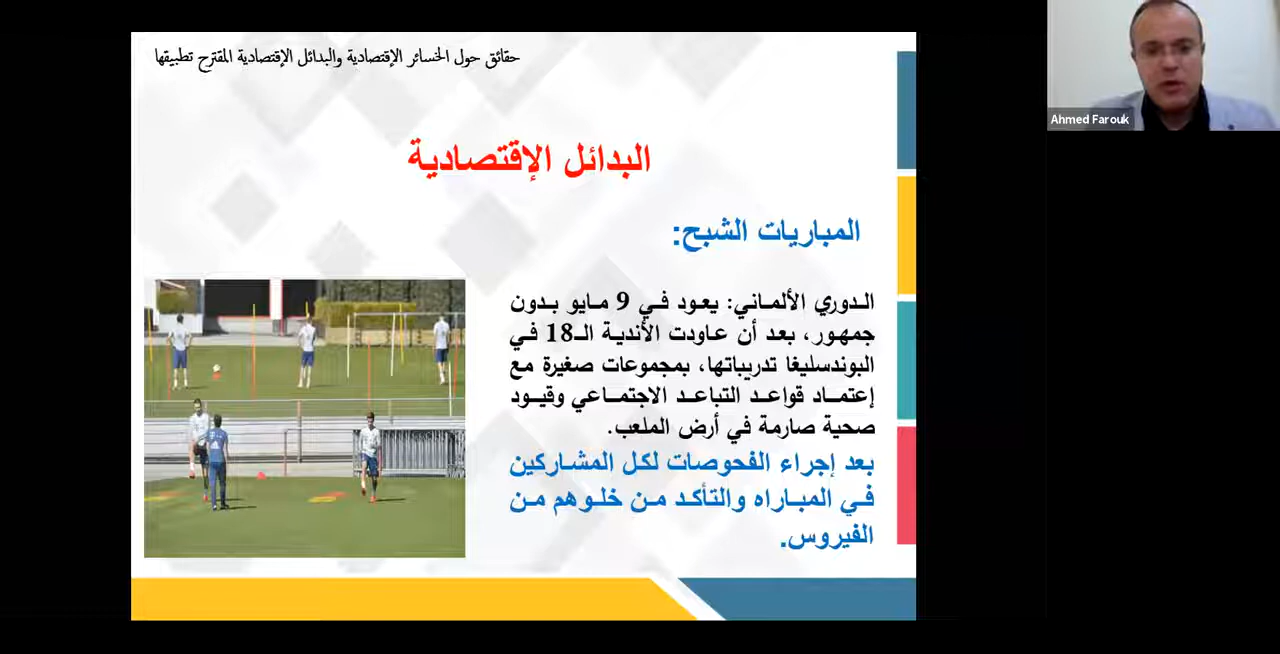 حقائق حول الخسائر الإقتصادية والبدائل الإقتصادية المقترح تطبيقها
Ahmed Farouk
البدائل الإقتصادية
المباريات الشبح:
الدوري الألماني: يعود في 9 مايو بدون
جمهور، بعد أن عاودت الأندية الـ18 في
البوندسليغا تدريباتها، بمجموعات صغيرة مع
إعتماد قواعد التباعد الاجتماعي وقيود
صحية صارمة في أرض الملعب.
بعد إجراء الفحوصات لكل المشاركين
في المباراه والتأكد من خلوهم من
الفيروس.